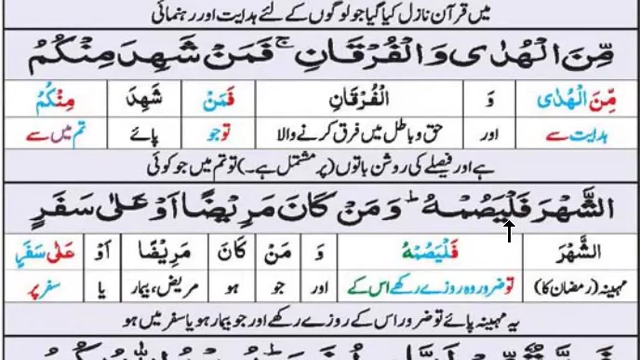 میں قرآن نازل کیا گیا جو لوگوں کے لئے ہدایت اور رہنمائی
مِّنَ الْهُدٰی وَ الْفُرْقَانِ ۚ فَمَنْ شَهِدَ مِنْكُمُ
مِّنَ الْهُدٰی وَ الْفُرْقَانِ فَمَنْ شَهِدَ مِنْكُمُ
ہدایت سے اور حق و باطل میں فرق کرنے والا تو جو پائے تم میں سے
ہے اور فیصلے کی روشن باتوں (پر مشتمل ہے۔) تو تم میں جو کوئی
الشَّهْرَ فَلْیَصُمْهُ ؕ وَ مَنْ كَانَ مَرِیْضًا اَوْ عَلٰی سَفَرٍ
الشَّهْرَ فَلْیَصُمْهُ وَ مَنْ كَانَ مَرِیْضًا اَوْ عَلٰی سَفَرٍ
مہینہ (رمضان کا) تو ضرور وہ روزے رکھے اس کے اور جو ہو مریض، بیمار یا سفر پر
یہ مہینہ پائے تو ضرور اس کے روزے رکھے اور جو بیمار ہو یا سفر میں ہو